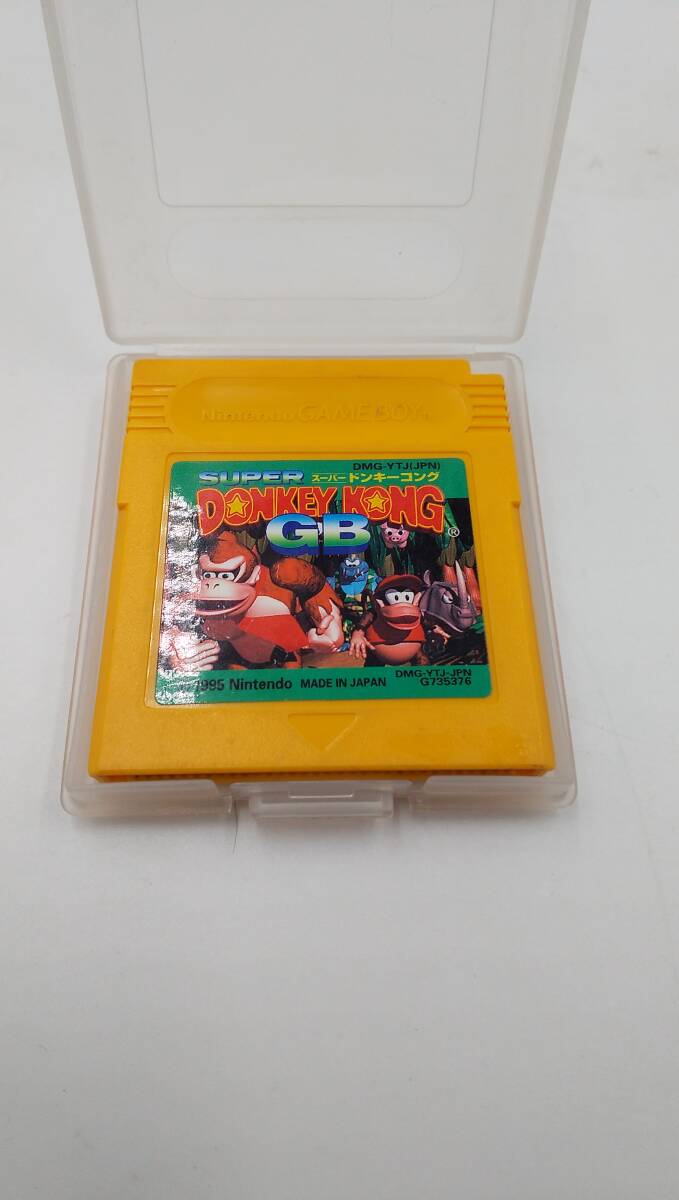 Nintendo GAME BOY®
DMG-YTJ(JPN)
SUPER スーパードンキーコング
DONKEY KONG®
GB
1995 Nintendo MADE IN JAPAN
DMG-YTJ-JPN
G735376